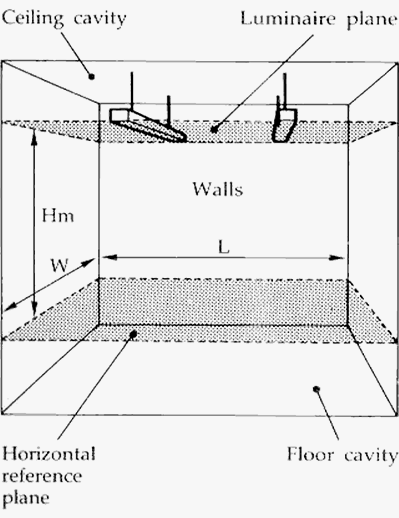 Ceiling cavity
Luminaire plane
Walls
Hm
L
W
Horizontal
reference
plane
Floor cavity